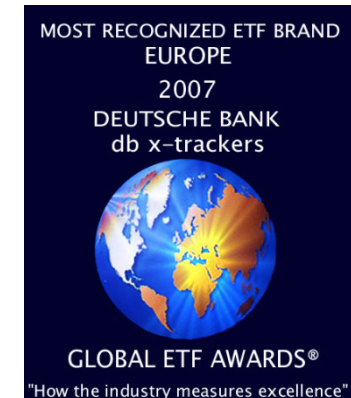 MOST RECOGNIZED ETF BRAND
EUROPE
2007
DEUTSCHE BANK
db x-trackers
GLOBAL ETF AWARDS®
"How the industry measures excellence"